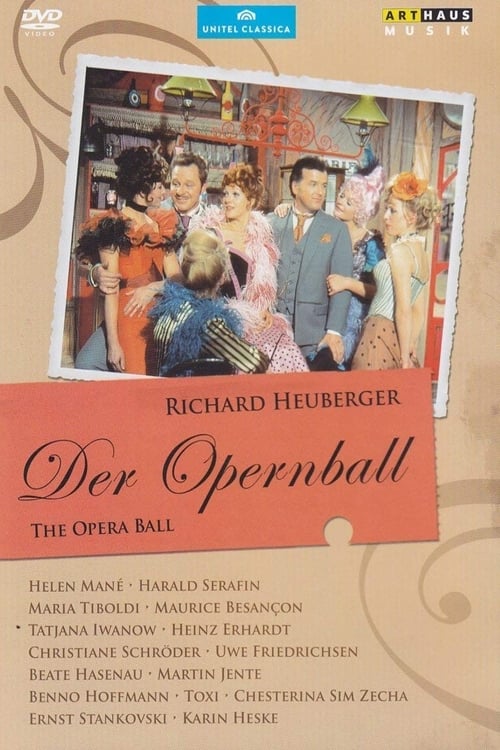 DVD
VIDEO
UNITEL CLASSICA
ARTHAUS
MUSIK
RICHARD HEUBERGER
Der Opernball
THE OPERA BALL
HELEN MANÉ · HARALD SERAFIN
MARIA TIBOLDI · MAURICE BESANÇON
TATJANA IWANOW · HEINZ ERHARDT
CHRISTIANE SCHRÖDER · UWE FRIEDRICHSEN
BEATE HASENAU · MARTIN JENTE
BENNO HOFFMANN · TOXI · CHESTERINA SIM ZECHA
ERNST STANKOVSKI · KARIN HESKE